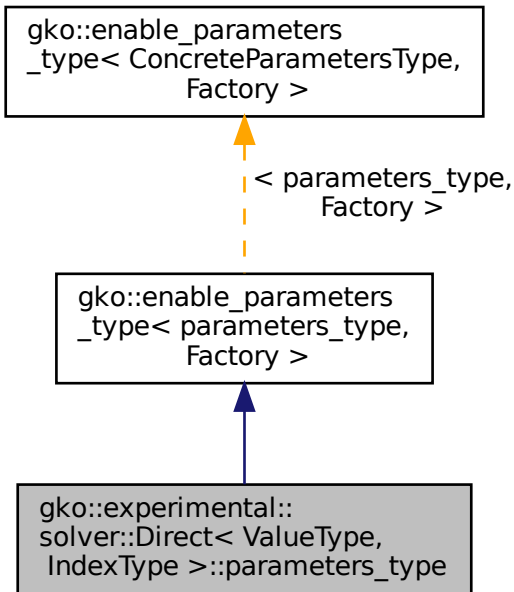 gko::enable_parameters
_type< ConcreteParametersType,
Factory >
< parameters_type,
Factory >
gko::enable_parameters
_type< parameters_type,
Factory >
gko::experimental::
solver::Direct< ValueType,
IndexType >::parameters_type